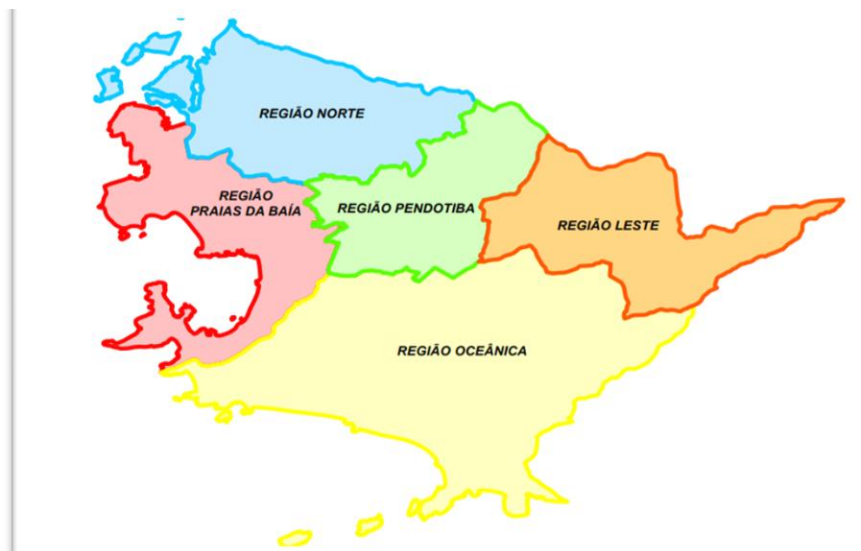 REGIÃO NORTE
REGIÃO
PRAIAS DA BAÍA
REGIÃO PENDOTIBA
REGIÃO LESTE
REGIÃO OCEÂNICA